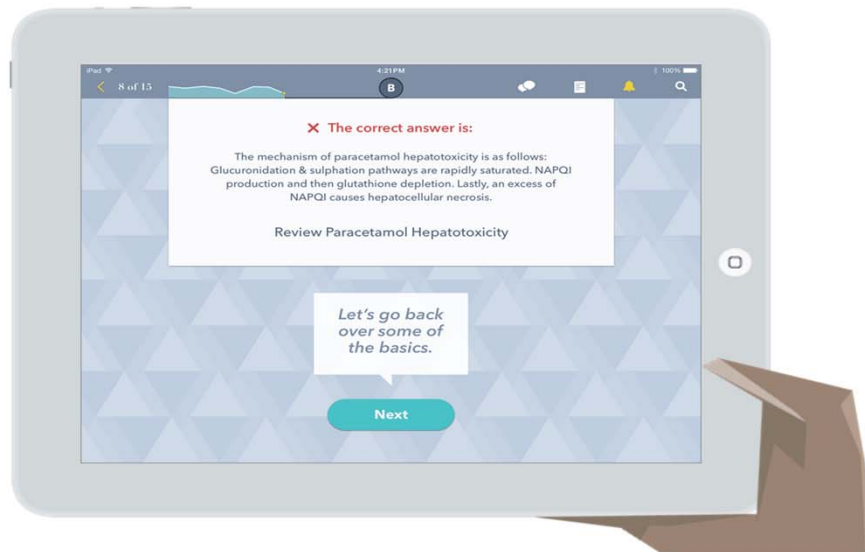 iPad
4:21 PM
100%
8 of 15
B
The correct answer is:
The mechanism of paracetamol hepatotoxicity is as follows:
Glucuronidation & sulphation pathways are rapidly saturated. NAPQI
production and then glutathione depletion. Lastly, an excess of
NAPQI causes hepatocellular necrosis.
Review Paracetamol Hepatotoxicity
Let's go back
over some of
the basics.
Next